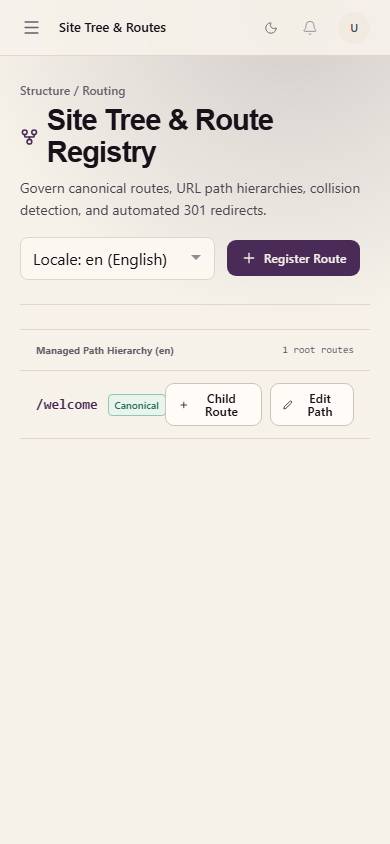 Site Tree & Routes
U
Structure / Routing
Site Tree & Route
Registry
Govern canonical routes, URL path hierarchies, collision
detection, and automated 301 redirects.
Locale: en (English)
Register Route
Managed Path Hierarchy (en)
1 root routes
/welcome
Canonical
Child
Route
Edit
Path